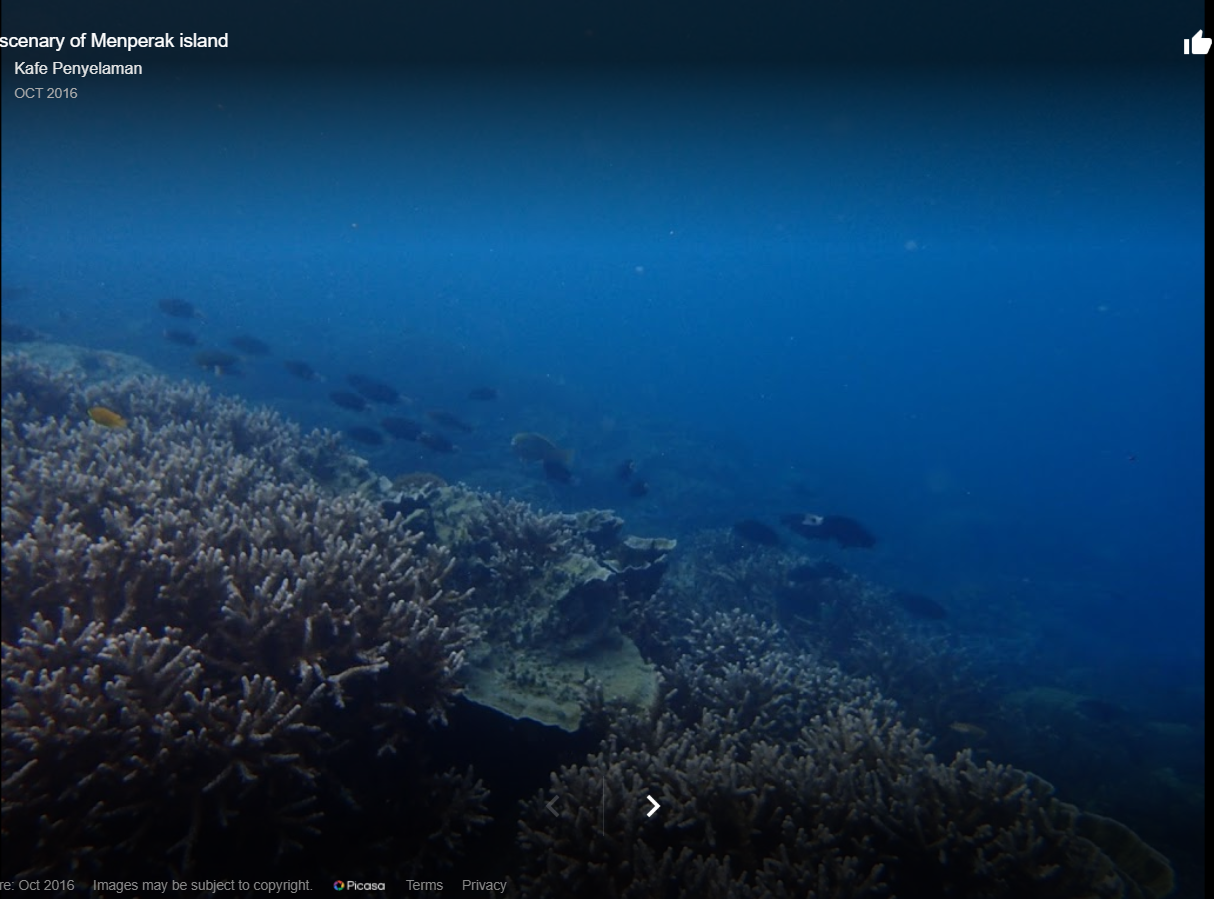 scenary of Menperak island
Kafe Penyelaman
OCT 2016
re: Oct 2016 Images may be subject to copyright. Picasa Terms Privacy